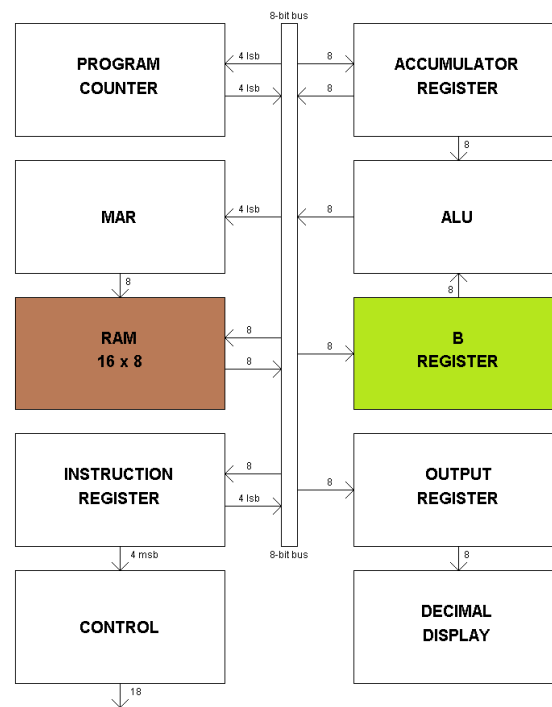 8-bit bus
PROGRAM
COUNTER
4 lsb
4 lsb
8
8
ACCUMULATOR
REGISTER
8
MAR
4 lsb
8
ALU
8
8
RAM
16 x 8
8
8
8
B
REGISTER
INSTRUCTION
REGISTER
8
4 lsb
8
OUTPUT
REGISTER
8-bit bus
4 msb
8
CONTROL
DECIMAL
DISPLAY
18